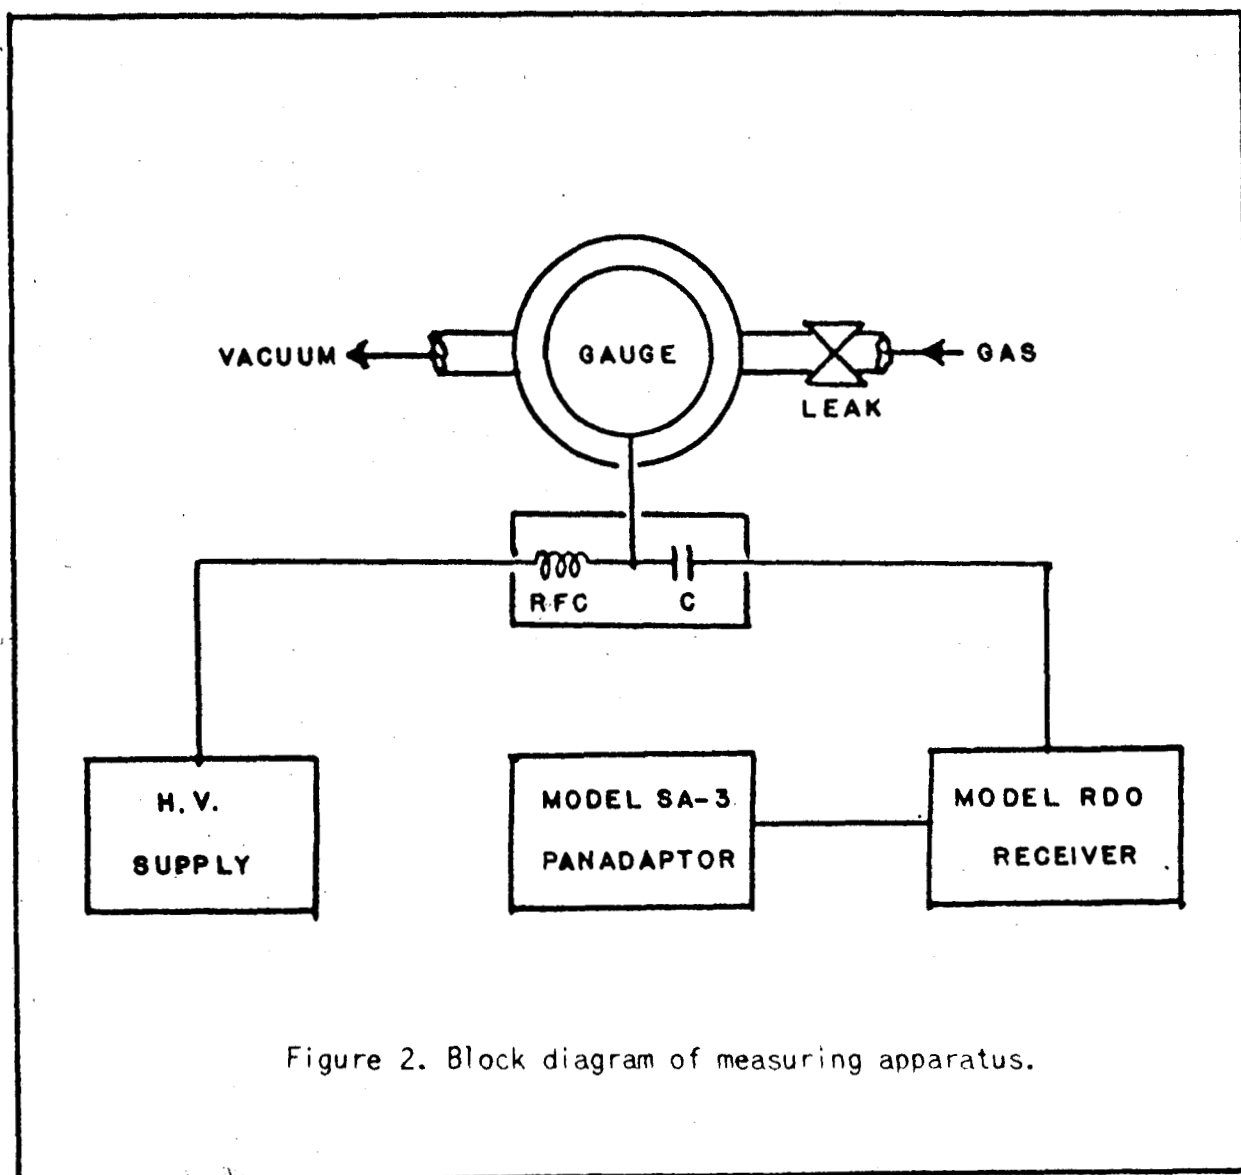 VACUUM
GAUGE
GAS
LEAK
RFC
C
H.V.
SUPPLY
MODEL SA-3
PANADAPTOR
MODEL RDO
RECEIVER
Figure 2. Block diagram of measuring apparatus.